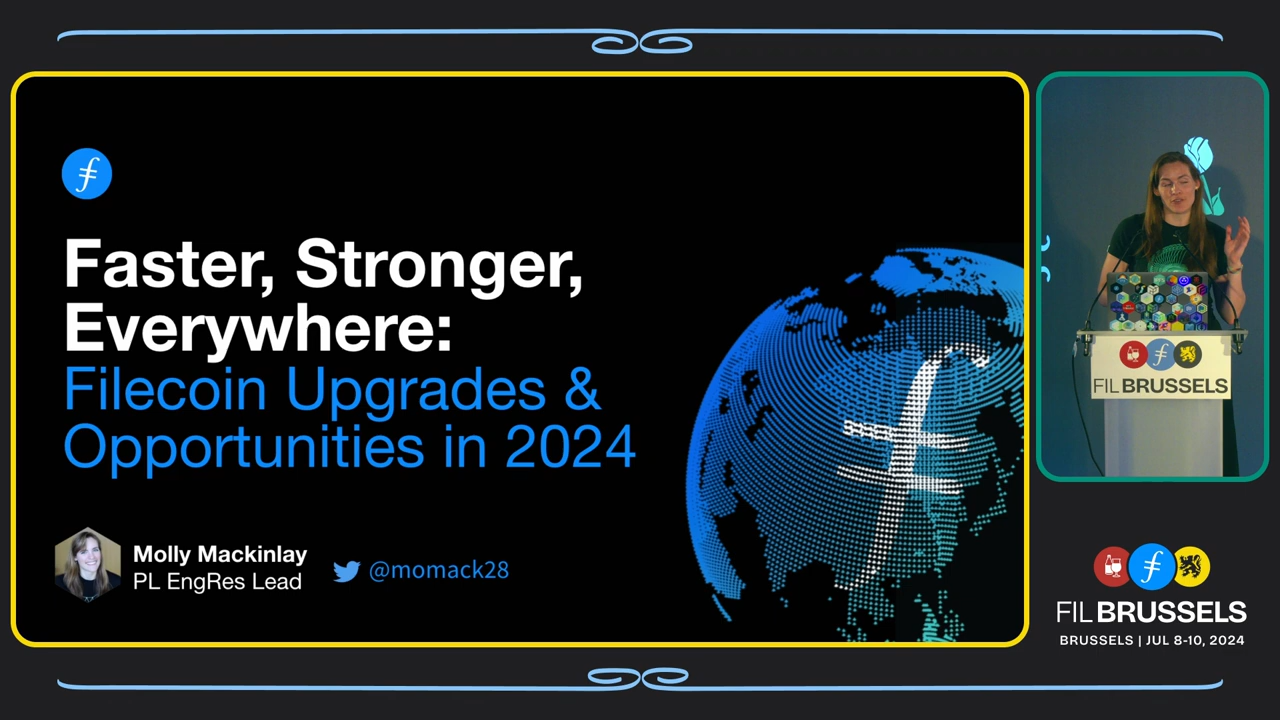 Faster, Stronger,
Everywhere:
Filecoin Upgrades &
Opportunities in 2024
Molly Mackinlay
PL EngRes Lead
@momack28
FIL BRUSSELS
FIL BRUSSELS
BRUSSELS | JUL 8-10, 2024